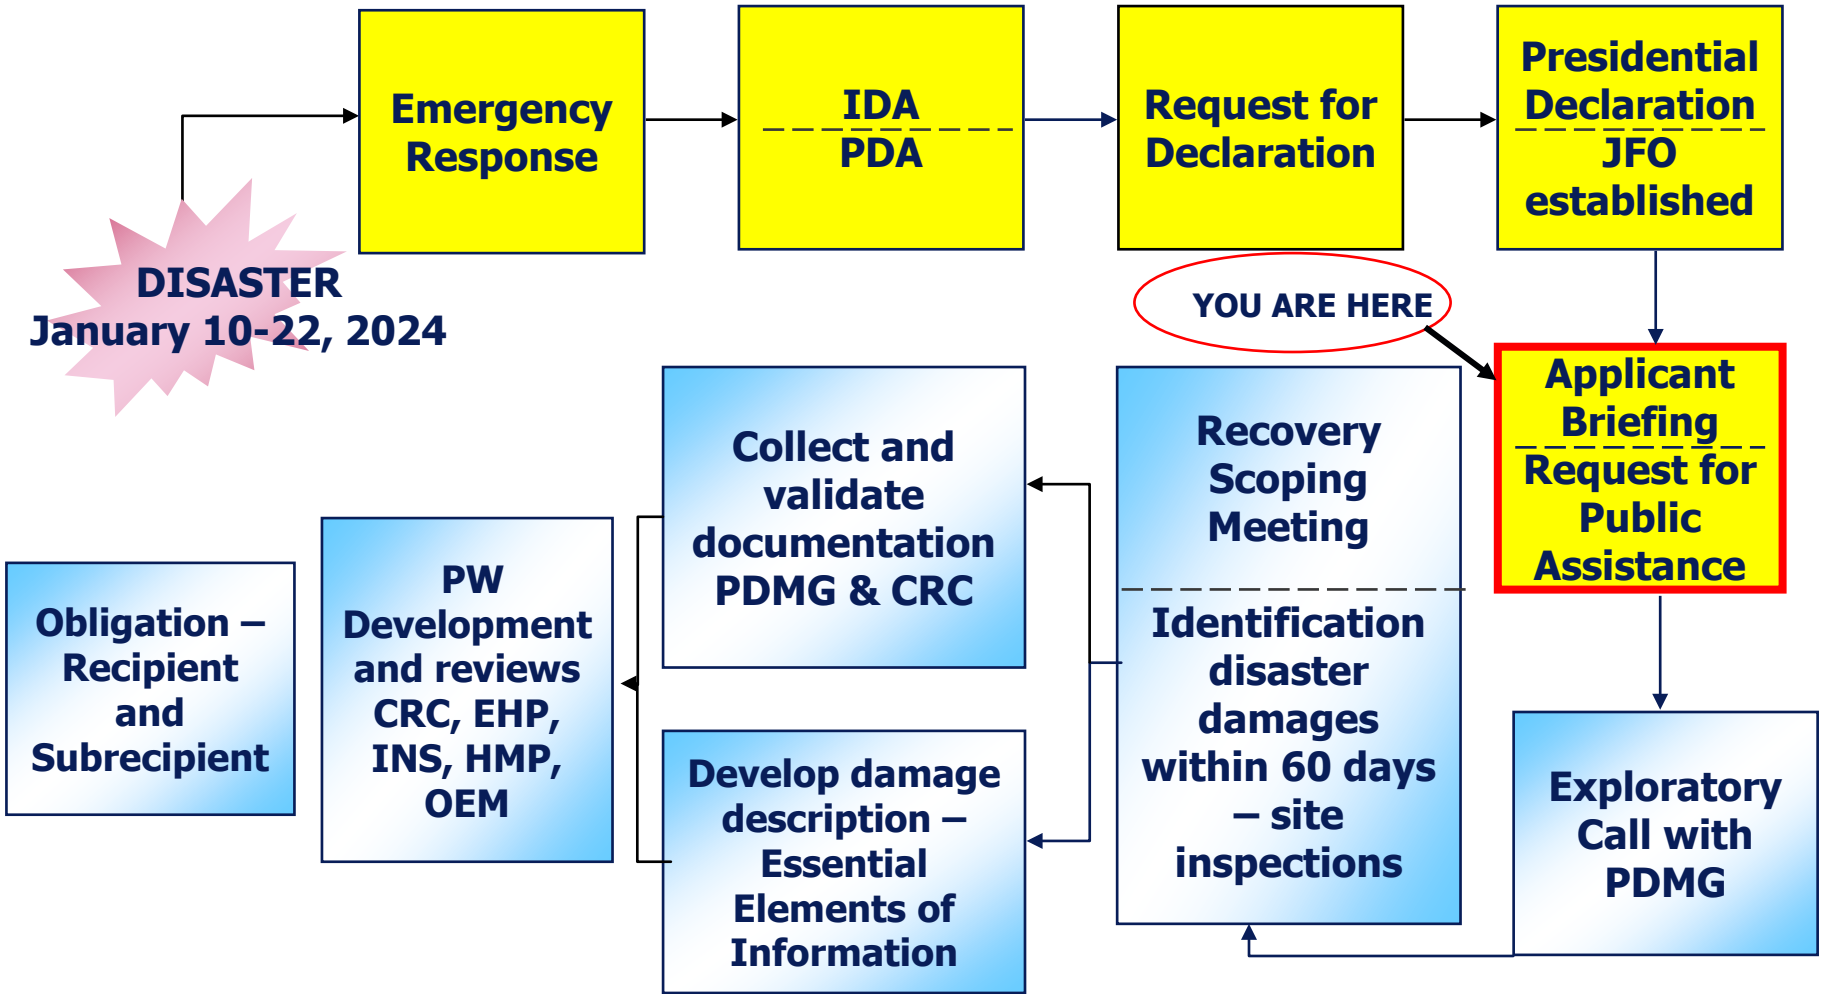 Emergency
Response
IDA
PDA
Request for
Declaration
Presidential
Declaration
JFO
established
DISASTER
January 10-22, 2024
YOU ARE HERE
Applicant
Briefing
Request for
Public
Assistance
Exploratory
Call with
PDMG
Recovery
Scoping
Meeting
Identification
disaster
damages
within 60 days
– site
inspections
Collect and
validate
documentation
PDMG & CRC
Develop damage
description –
Essential
Elements of
Information
PW
Development
and reviews
CRC, EHP,
INS, HMP,
OEM
Obligation –
Recipient
and
Subrecipient